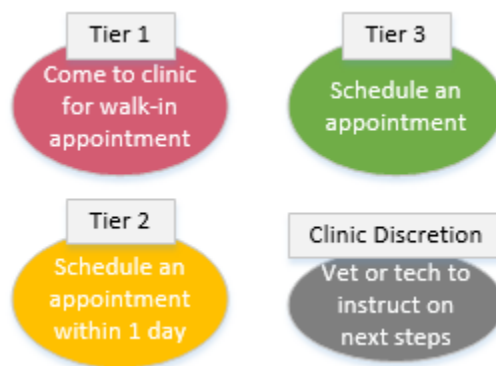 Tier 1
Come to clinic
for walk-in
appointment
Tier 3
Schedule an
appointment
Tier 2
Schedule an
appointment
within 1 day
Clinic Discretion
Vet or tech to
instruct on
next steps